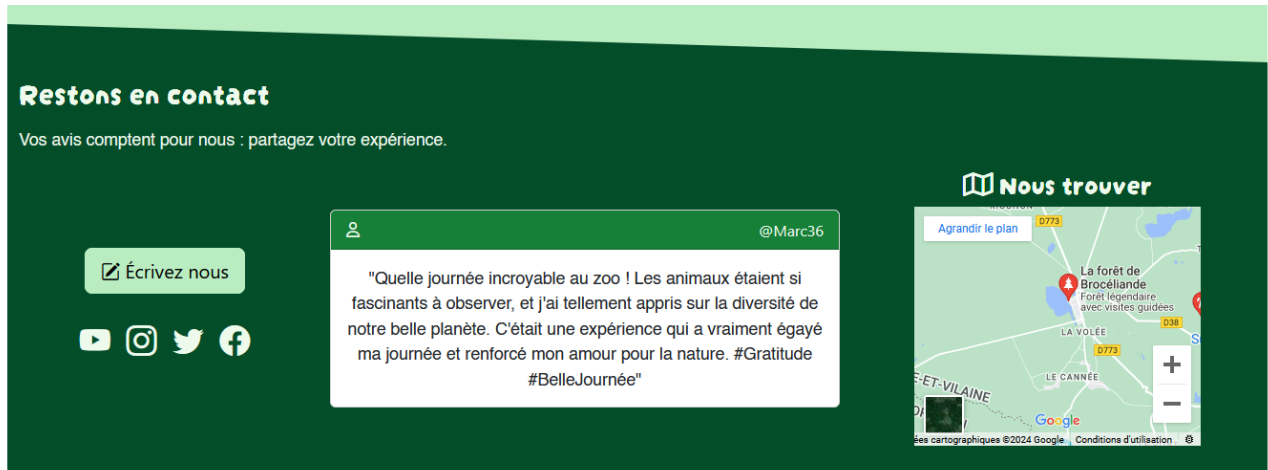 Restons en contact
Vos avis comptent pour nous : partagez votre expérience.
Écrivez nous
@Marc36
"Quelle journée incroyable au zoo ! Les animaux étaient si
fascinants à observer, et j'ai tellement appris sur la diversité de
notre belle planète. C'était une expérience qui a vraiment égayé
ma journée et renforcé mon amour pour la nature. #Gratitude
#BelleJournée"
Nous trouver
D773
Agrandir le plan
La forêt de
Brocéliande
Forêt légendaire
avec visites guidées
D38
LA VOLÉE
D773
LE CANNÉE
E-ET-VILAINE
Google
ées cartographiques ©2024 Google Conditions d'utilisation